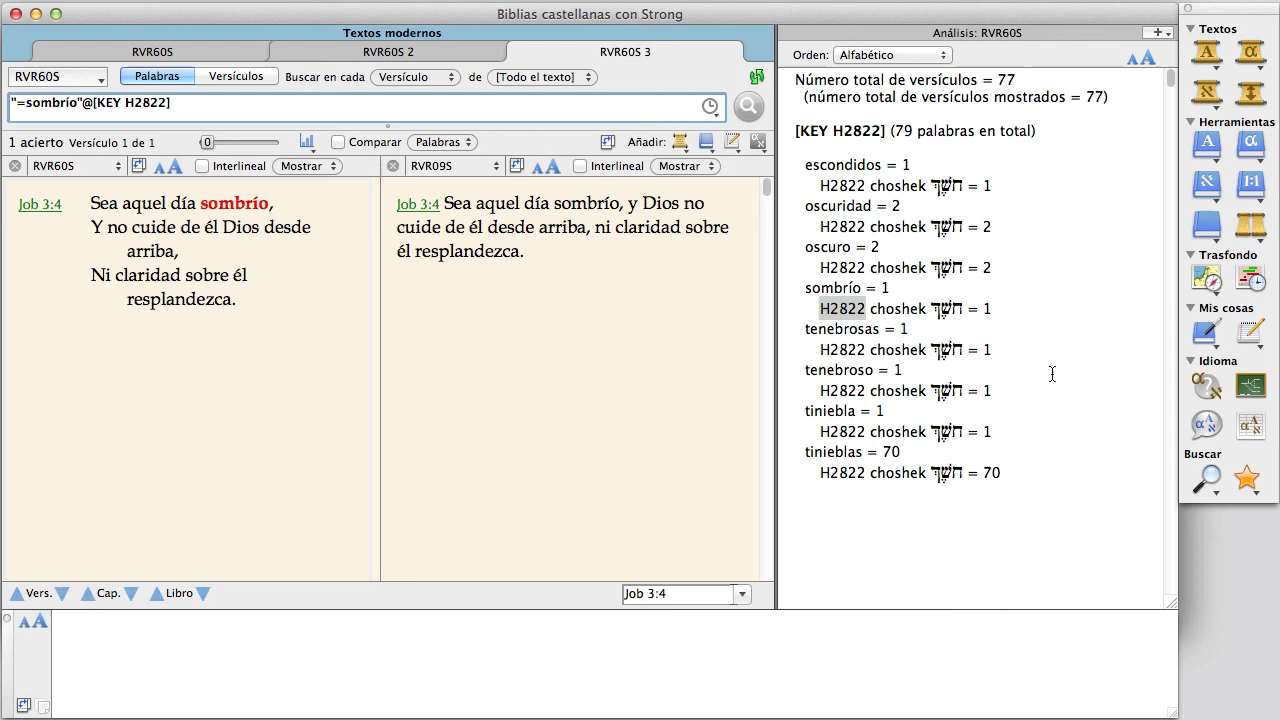 Biblias castellanas con Strong
Textos modernos
RVR60S
RVR60S 2
RVR60S 3
RVR60S
Palabras
Versículos
Buscar en cada
Versículo
de
[Todo el texto]
"=sombrío"@[KEY H2822]
1 acierto
Versículo 1 de 1
0
Comparar
Palabras
Añadir:
RVR60S
Interlineal
Mostrar
RVR09S
Interlineal
Mostrar
Job 3:4
Sea aquel día sombrío,
Y no cuide de él Dios desde
arriba,
Ni claridad sobre él
resplandezca.
Job 3:4 Sea aquel día sombrío, y Dios no
cuide de él desde arriba, ni claridad sobre
él resplandezca.
Vers.
Cap.
Libro
Job 3:4
Análisis: RVR60S
Orden:
Alfabético
Número total de versículos = 77
(número total de versículos mostrados = 77)
[KEY H2822] (79 palabras en total)
escondidos = 1
H2822 choshek חֹשֶׁךְ = 1
oscuridad = 2
H2822 choshek חֹשֶׁךְ = 2
oscuro = 2
H2822 choshek חֹשֶׁךְ = 2
sombrío = 1
H2822 choshek חֹשֶׁךְ = 1
tenebrosas = 1
H2822 choshek חֹשֶׁךְ = 1
tenebroso = 1
H2822 choshek חֹשֶׁךְ = 1
tiniebla = 1
H2822 choshek חֹשֶׁךְ = 1
tinieblas = 70
H2822 choshek חֹשֶׁךְ = 70
Textos
Herramientas
Trasfondo
Mis cosas
Idioma
Buscar